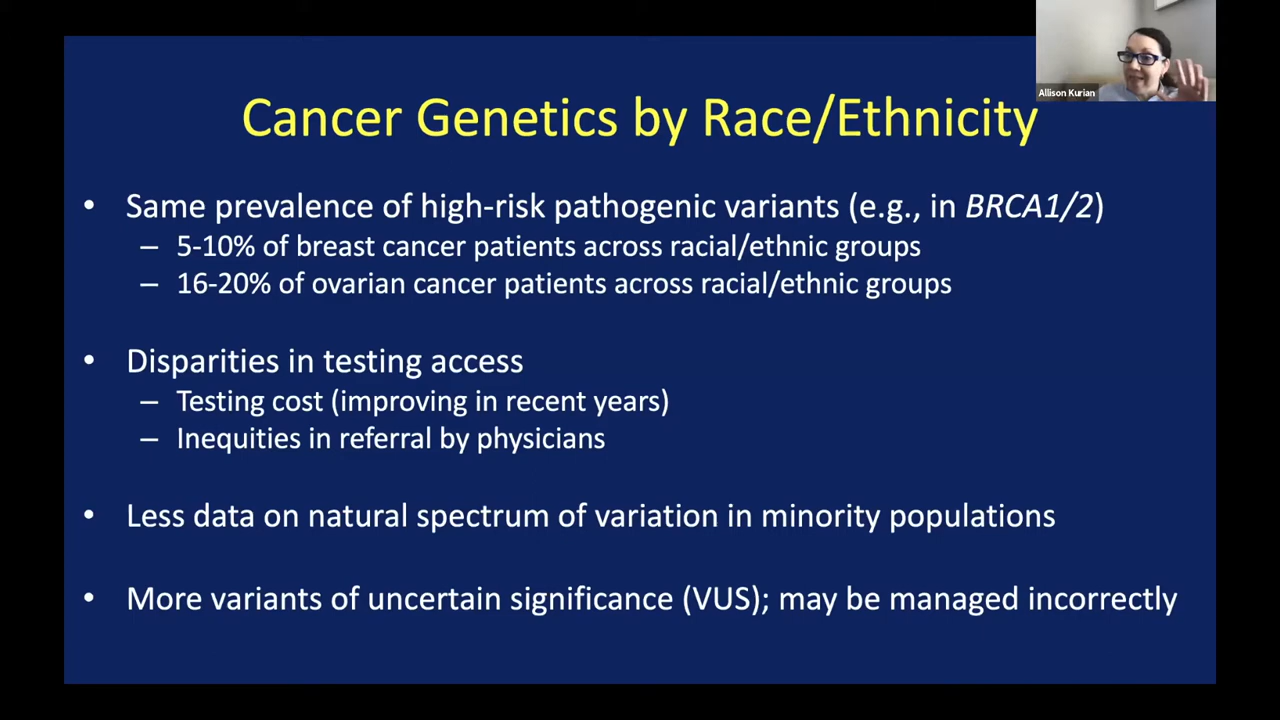 Allison Kurian
Cancer Genetics by Race/Ethnicity
• Same prevalence of high-risk pathogenic variants (e.g., in BRCA1/2)
– 5-10% of breast cancer patients across racial/ethnic groups
– 16-20% of ovarian cancer patients across racial/ethnic groups
• Disparities in testing access
– Testing cost (improving in recent years)
– Inequities in referral by physicians
• Less data on natural spectrum of variation in minority populations
• More variants of uncertain significance (VUS); may be managed incorrectly